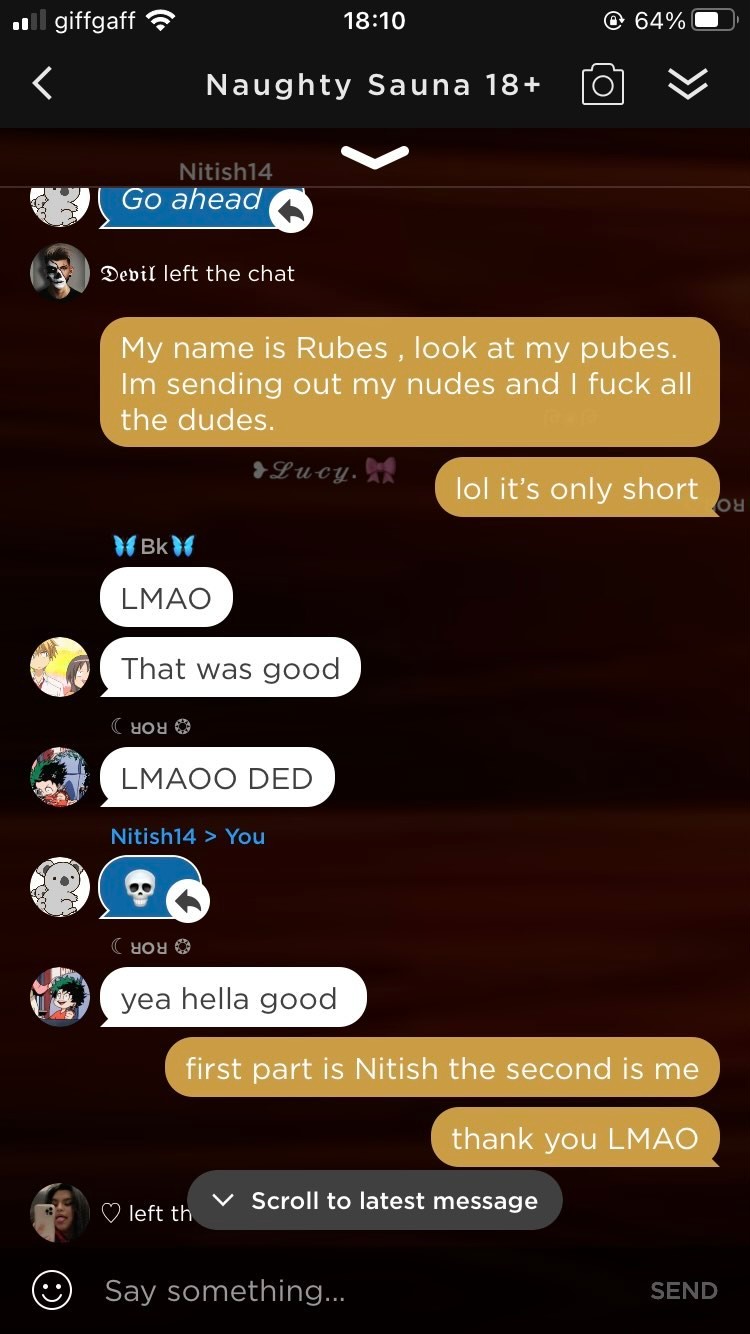 giffgaff 18:10 64%
Naughty Sauna 18+
Nitish14
Go ahead
𝕯𝖊𝖛𝖎𝖑 left the chat
My name is Rubes , look at my pubes.
Im sending out my nudes and I fuck all
the dudes.
❥𝓛𝓾𝓬𝔂. 🎀
lol it’s only short
🦋 Bk 🦋
LMAO
That was good
☾ ᴚOᴚ ❂
LMAOO DED
Nitish14 > You
💀
☾ ᴚOᴚ ❂
yea hella good
first part is Nitish the second is me
thank you LMAO
♡ left th
Scroll to latest message
Say something... SEND